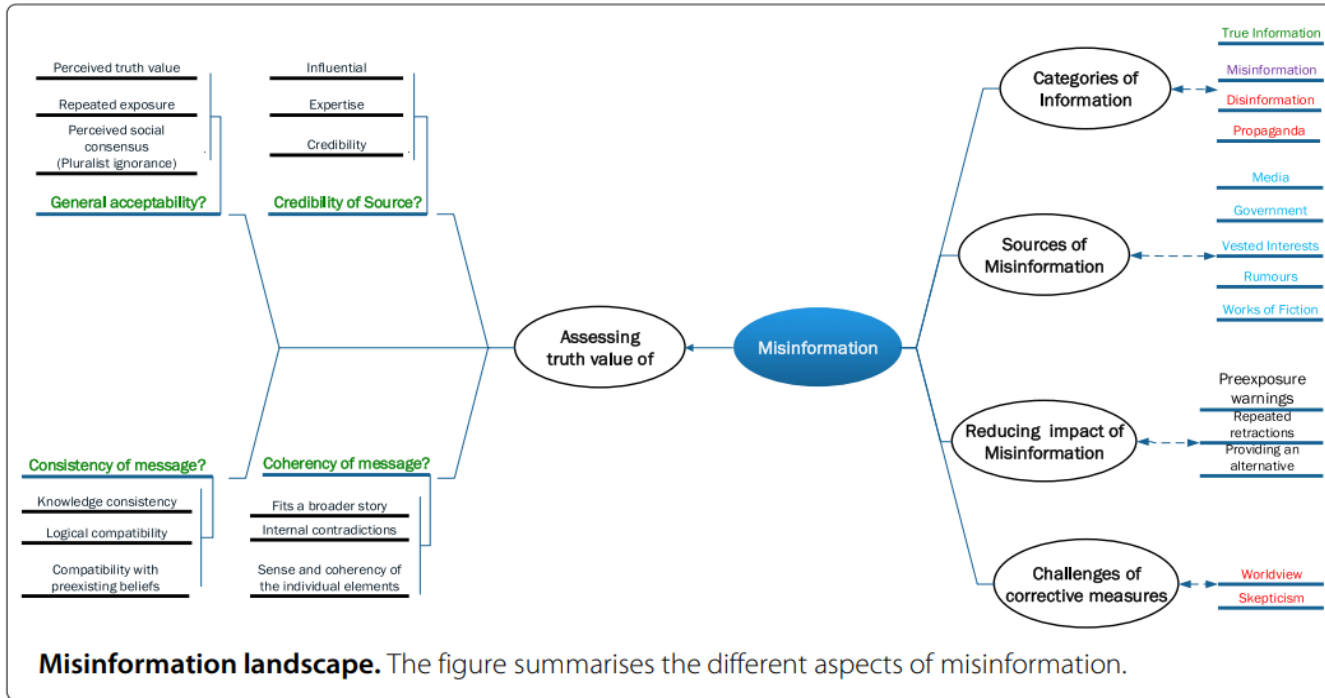 Perceived truth value
Repeated exposure
Perceived social
consensus
(Pluralist ignorance)
General acceptability?
Influential
Expertise
Credibility
Credibility of Source?
Consistency of message?
Knowledge consistency
Logical compatibility
Compatibility with
preexisting beliefs
Coherency of message?
Fits a broader story
Internal contradictions
Sense and coherency of
the individual elements
Assessing
truth value of
Misinformation
Categories of
Information
True Information
Misinformation
Disinformation
Propaganda
Sources of
Misinformation
Media
Government
Vested Interests
Rumours
Works of Fiction
Reducing impact of
Misinformation
Preexposure
warnings
Repeated
retractions
Providing an
alternative
Challenges of
corrective measures
Worldview
Skepticism
Misinformation landscape. The figure summarises the different aspects of misinformation.